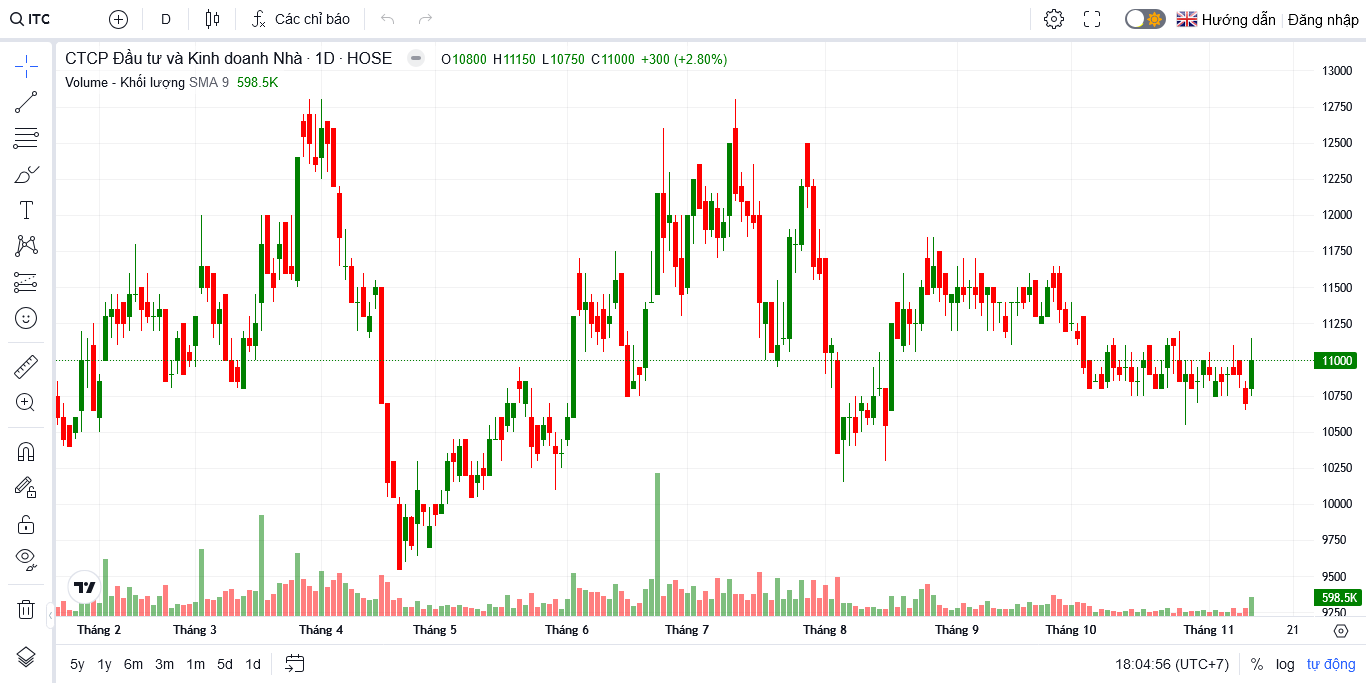 ITC D Các chỉ báo Hướng dẫn Đăng nhập
CTCP Đầu tư và Kinh doanh Nhà · 1D · HOSE O10800 H11150 L10750 C11000 +300 (+2.80%)
Volume - Khối lượng SMA 9 598.5K
13000
12750
12500
12250
12000
11750
11500
11250
11000
10750
10500
10250
10000
9750
9500
598.5K
9250
Tháng 2 Tháng 3 Tháng 4 Tháng 5 Tháng 6 Tháng 7 Tháng 8 Tháng 9 Tháng 10 Tháng 11 21
5y 1y 6m 3m 1m 5d 1d 18:04:56 (UTC+7) % log tự động